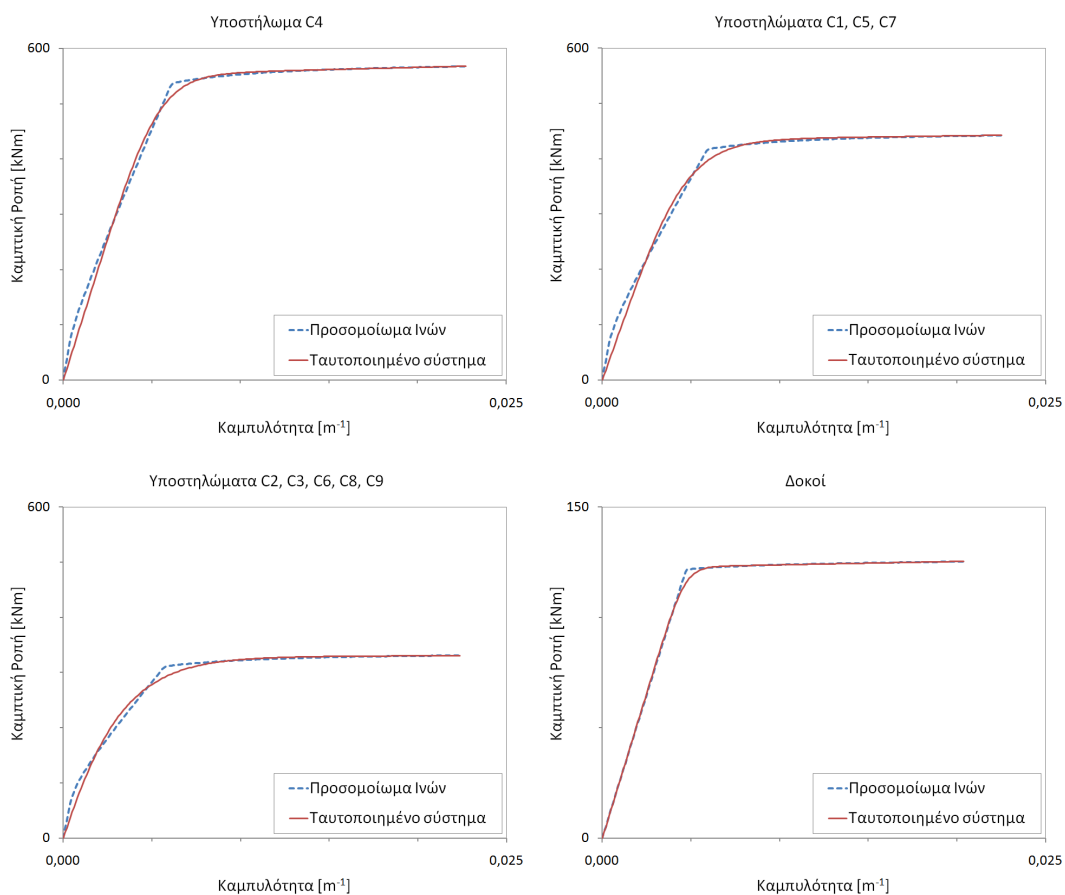 Υποστήλωμα C4
600
Καμπτική Ροπή [kNm]
Προσομοίωμα Ινών
Ταυτοποιημένο σύστημα
0
0,000
0,025
Καμπυλότητα [m⁻¹]
Υποστηλώματα C1, C5, C7
600
Καμπτική Ροπή [kNm]
Προσομοίωμα Ινών
Ταυτοποιημένο σύστημα
0
0,000
0,025
Καμπυλότητα [m⁻¹]
Υποστηλώματα C2, C3, C6, C8, C9
600
Καμπτική Ροπή [kNm]
Προσομοίωμα Ινών
Ταυτοποιημένο σύστημα
0
0,000
0,025
Καμπυλότητα [m⁻¹]
Δοκοί
150
Καμπτική Ροπή [kNm]
Προσομοίωμα Ινών
Ταυτοποιημένο σύστημα
0
0,000
0,025
Καμπυλότητα [m⁻¹]